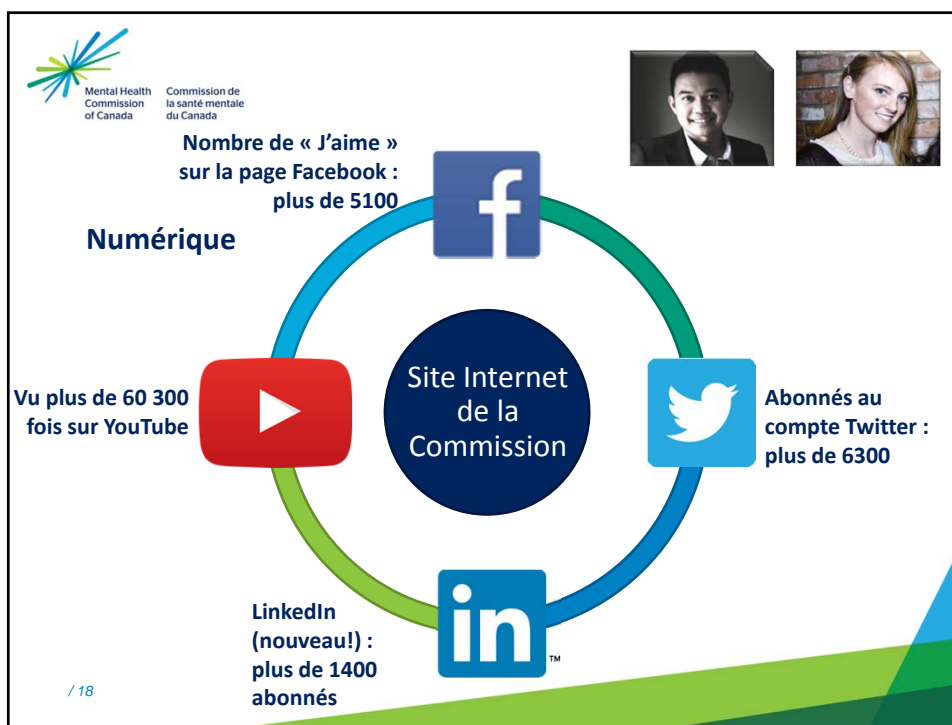 Mental Health
Commission
of Canada
Commission de
la santé mentale
du Canada
Nombre de « J'aime »
sur la page Facebook :
plus de 5100
Numérique
f
Vu plus de 60 300
fois sur YouTube
Site Internet
de la
Commission
Abonnés au
compte Twitter :
plus de 6300
LinkedIn
(nouveau!) :
plus de 1400
abonnés
in
TM
/ 18